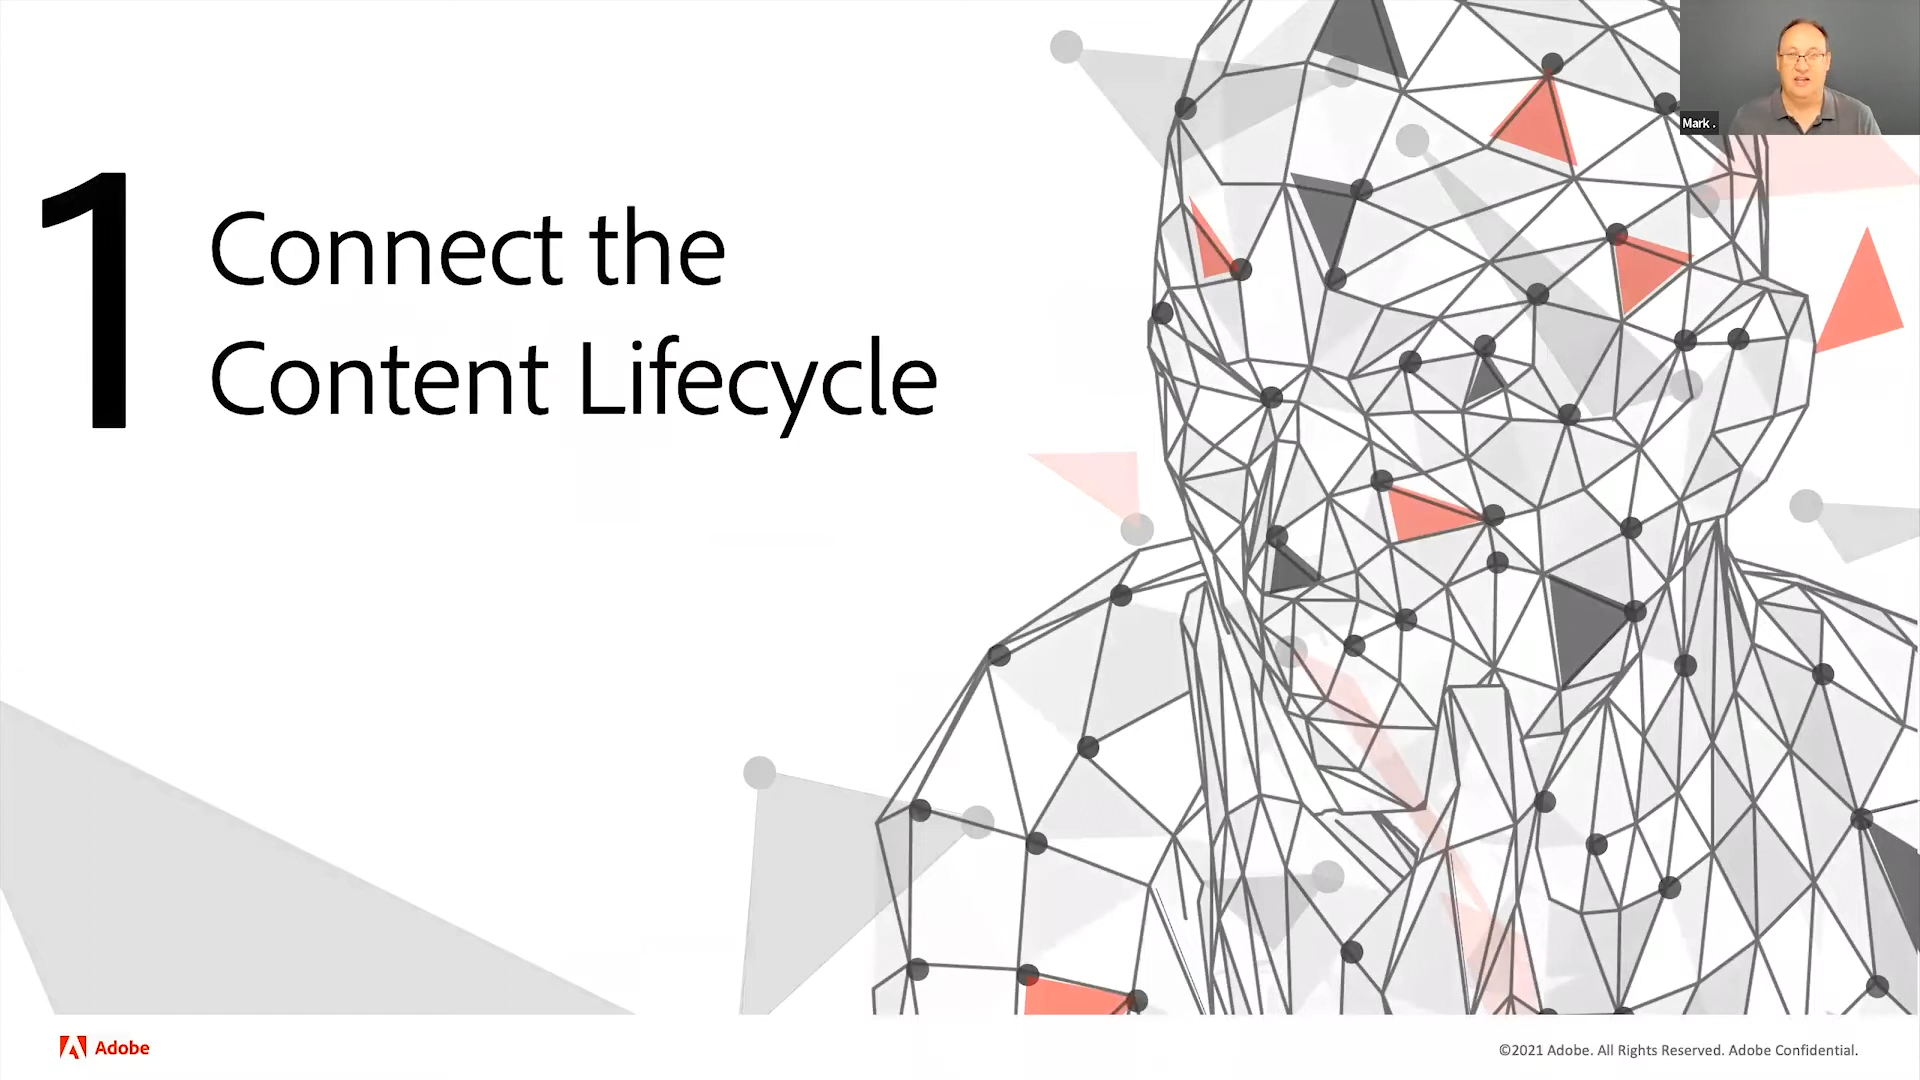 Mark .
1
Connect the
Content Lifecycle
Adobe
©2021 Adobe. All Rights Reserved. Adobe Confidential.